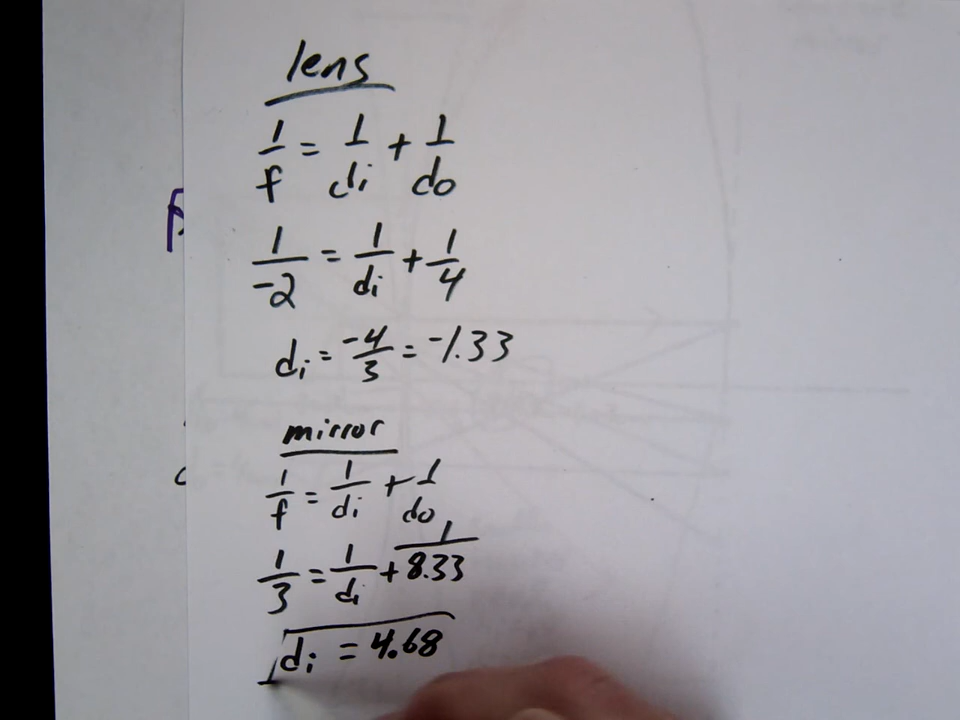 lens
1/f = 1/di + 1/do
1/-2 = 1/di + 1/4
di = -4/3 = -1.33
mirror
1/f = 1/di + 1/do
1/3 = 1/di + 1/8.33
di = 4.68